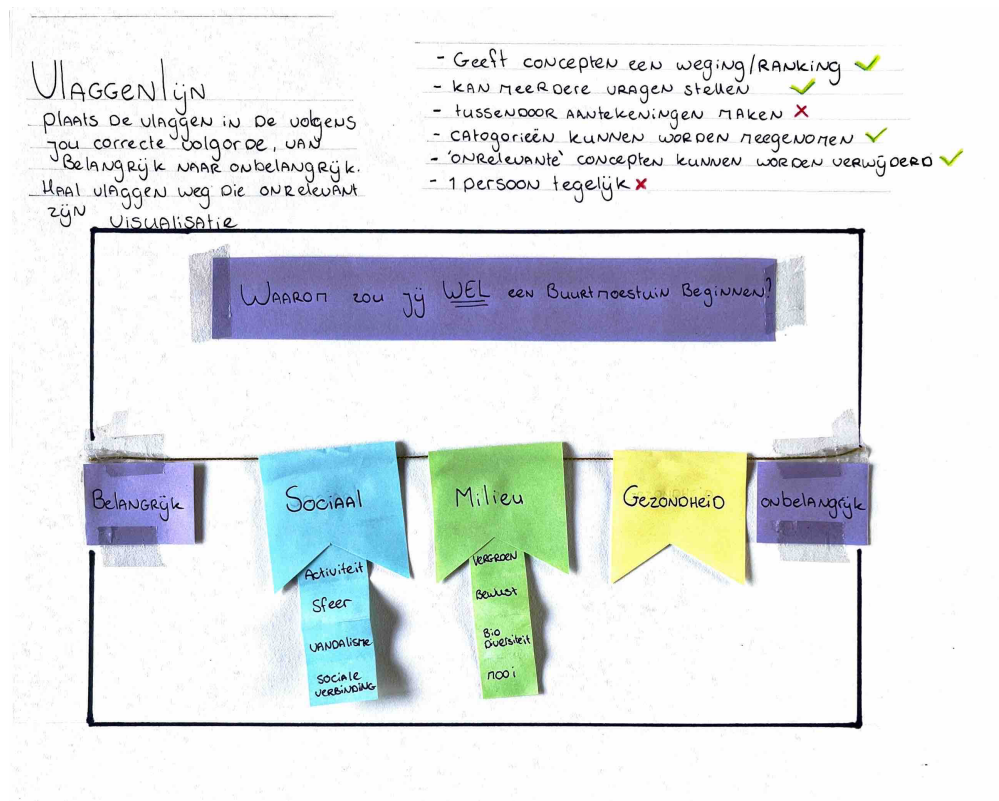 Vlaggenlijn
plaats de vlaggen in de volgens
jou correcte volgorde, van
Belangrijk naar onbelangrijk.
Haal vlaggen weg die onrelevant
zijn
visualisatie
- Geeft concepten een weging/RANKING ✓
- kan meerdere vragen stellen ✓
- tussendoor aantekeningen maken ✗
- catogorieën kunnen worden meegenomen ✓
- 'onrelevante' concepten kunnen worden verwijderd ✓
- 1 persoon tegelijk ✗
Waarom zou jij WEL een Buurtmoestuin Beginnen?
Belangrijk
Sociaal
Activiteit
Sfeer
vandalisme
sociale
verbinding
Milieu
vergroen
Bewust
Bio
diversiteit
mooi
Gezondheid
onbelangrijk